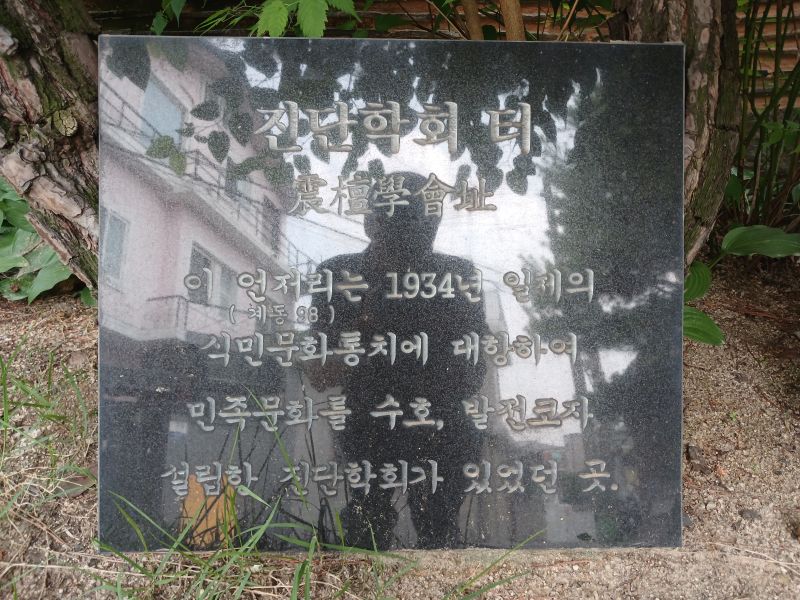 진단학회 터
震檀學會址
이 언저리는 1934년 일제의
( 체동 98 )
식민문화통치에 대항하여
민족문화를 수호, 발전코자
설립한 진단학회가 있었던 곳.